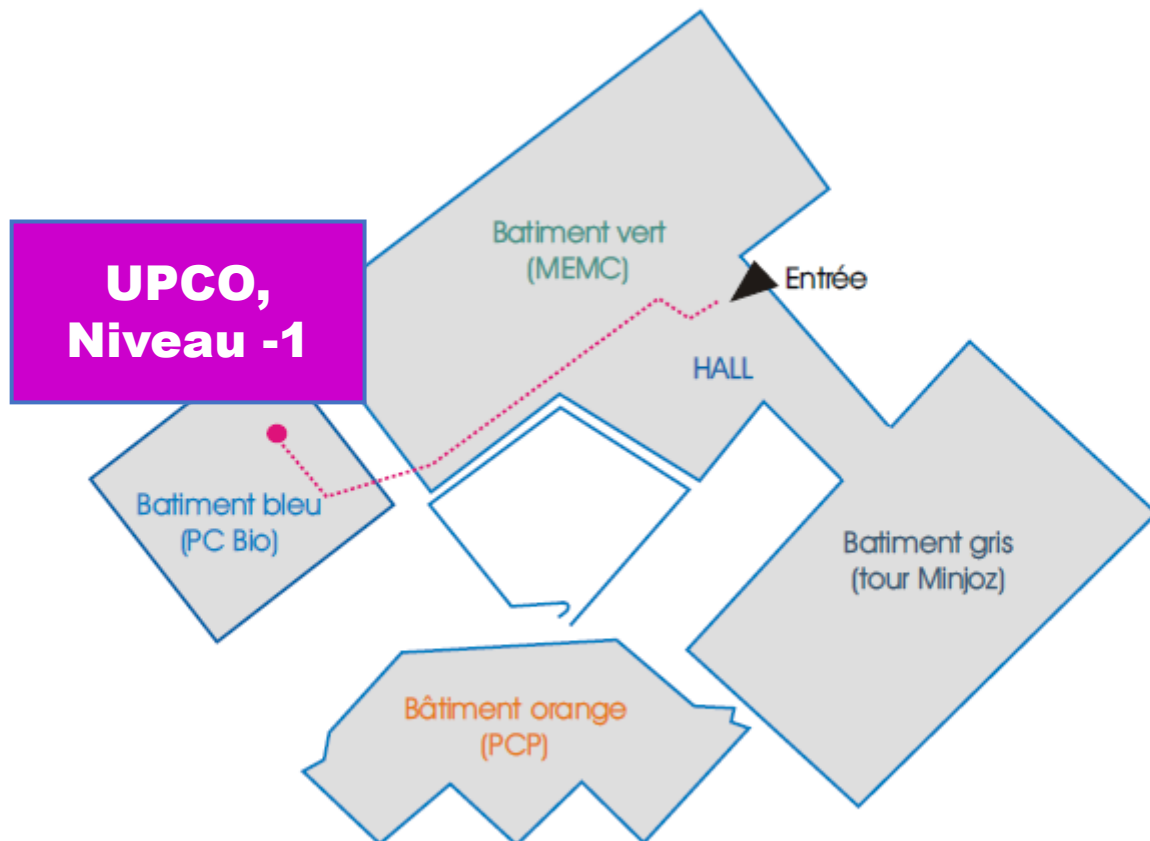 Batiment vert
(MEMC)
UPCO,
Niveau -1
Entrée
HALL
Batiment bleu
(PC Bio)
Batiment gris
(tour Minjoz)
Bâtiment orange
(PCP)